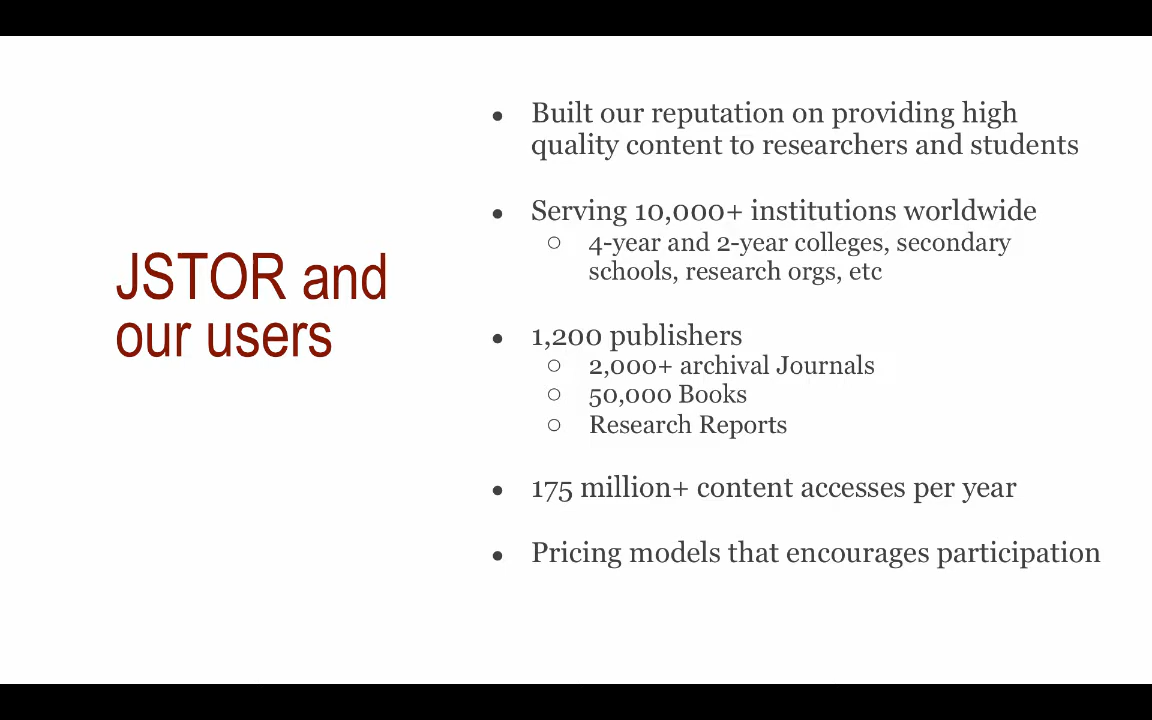 JSTOR and
our users
• Built our reputation on providing high
quality content to researchers and students
• Serving 10,000+ institutions worldwide
○ 4-year and 2-year colleges, secondary
schools, research orgs, etc
• 1,200 publishers
○ 2,000+ archival Journals
○ 50,000 Books
○ Research Reports
• 175 million+ content accesses per year
• Pricing models that encourages participation